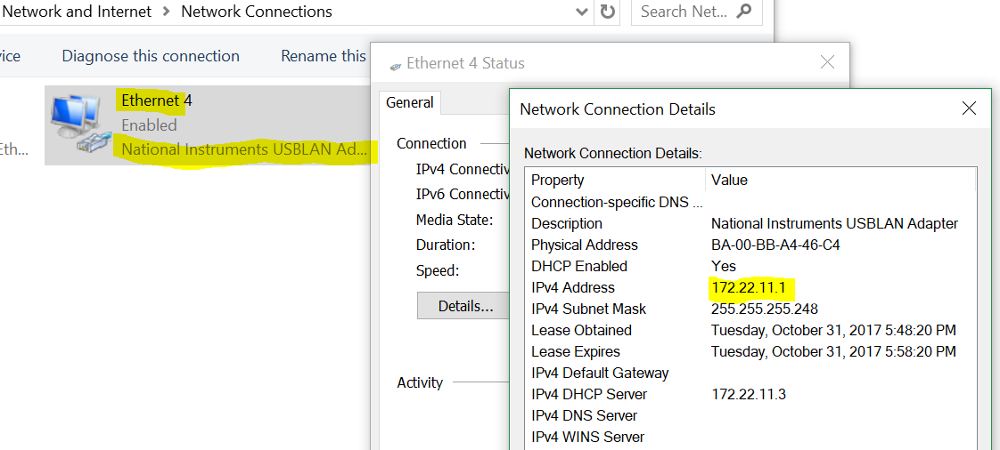 Network and Internet > Network Connections
Search Net...
vice
Diagnose this connection
Rename this
Ethernet 4
Enabled
National Instruments USBLAN Ad...
Eth...
Ethernet 4 Status
General
Connection
IPv4 Connectiv
IPv6 Connectiv
Media State:
Duration:
Speed:
Details...
Activity
Network Connection Details
Network Connection Details:
Property Value
Connection-specific DNS ...
Description National Instruments USBLAN Adapter
Physical Address BA-00-BB-A4-46-C4
DHCP Enabled Yes
IPv4 Address 172.22.11.1
IPv4 Subnet Mask 255.255.255.248
Lease Obtained Tuesday, October 31, 2017 5:48:20 PM
Lease Expires Tuesday, October 31, 2017 5:58:20 PM
IPv4 Default Gateway
IPv4 DHCP Server 172.22.11.3
IPv4 DNS Server
IPv4 WINS Server